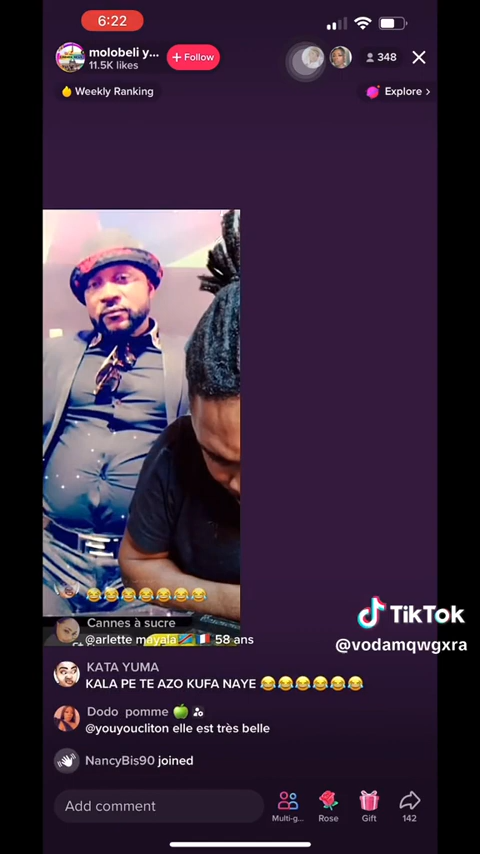 6:22
molobeli y...
11.5K likes
+ Follow
348
Weekly Ranking
Explore >
😂😂😂😂😂😂😂
Cannes à sucre
@arlette mayala🇨🇩🇫🇷 58 ans
KATA YUMA
KALA PE TE AZO KUFA NAYE 😂😂😂😂😂😂
Dodo pomme 🍏
@youyoucliton elle est très belle
NancyBis90 joined
Add comment
Multi-g...
Rose
Gift
142
TikTok
@vodamqwgxra